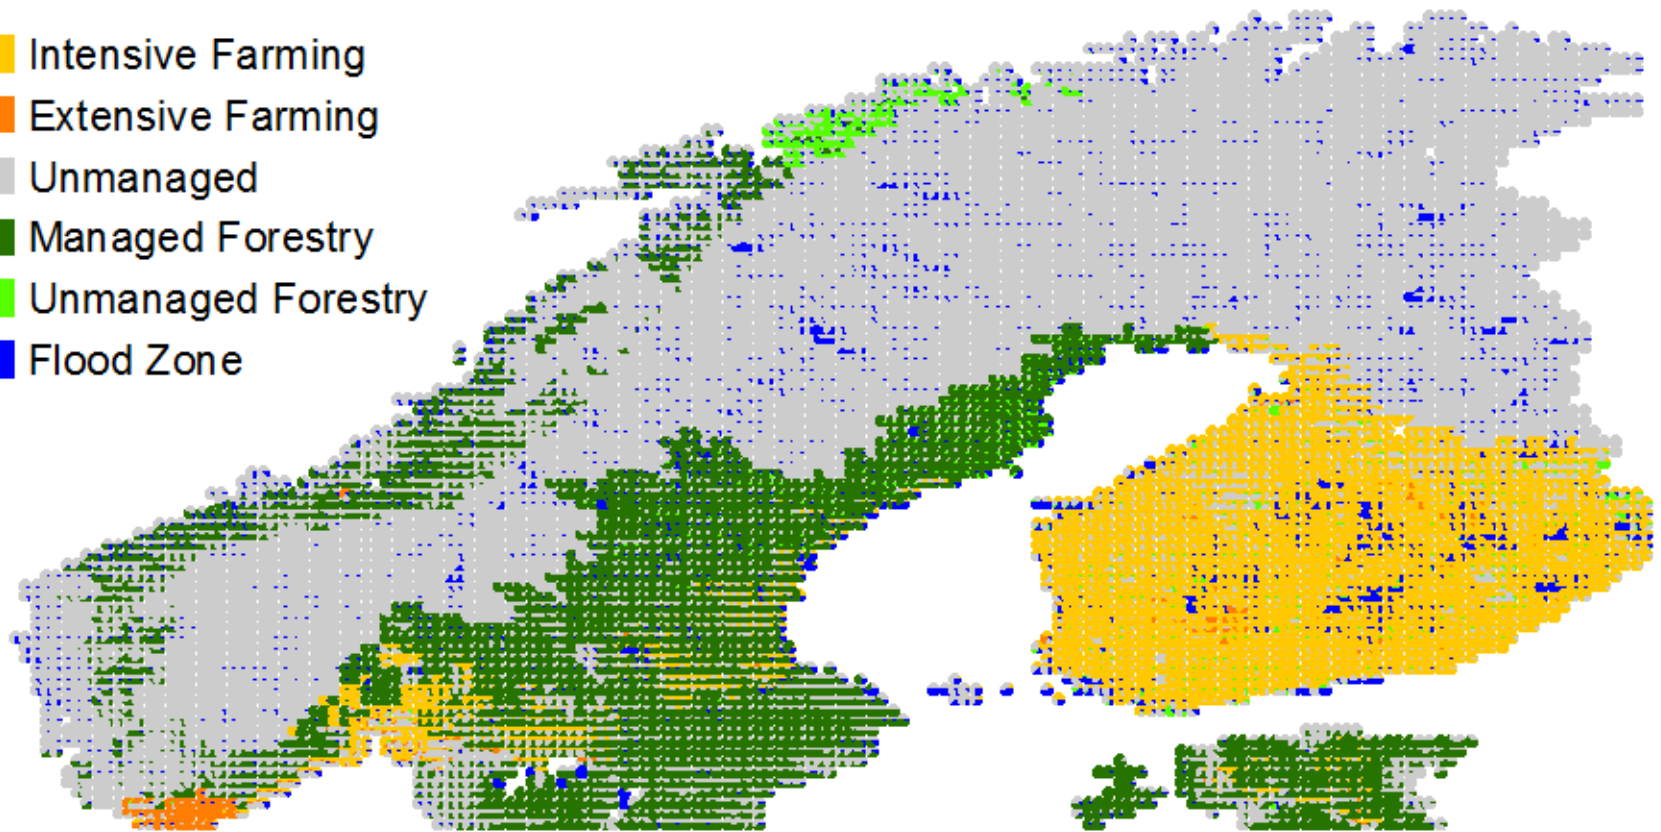 Intensive Farming
Extensive Farming
Unmanaged
Managed Forestry
Unmanaged Forestry
Flood Zone